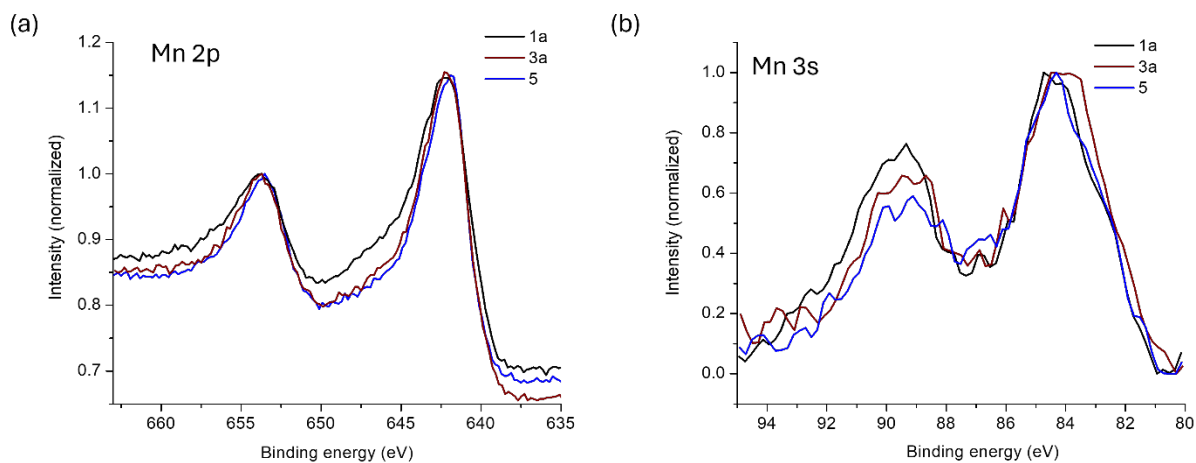 (a)
Mn 2p
1a
3a
5
1.2
1.1
1.0
0.9
0.8
0.7
Intensity (normalized)
660
655
650
645
640
635
Binding energy (eV)
(b)
Mn 3s
1a
3a
5
1.0
0.8
0.6
0.4
0.2
0.0
Intensity (normalized)
94
92
90
88
86
84
82
80
Binding energy (eV)